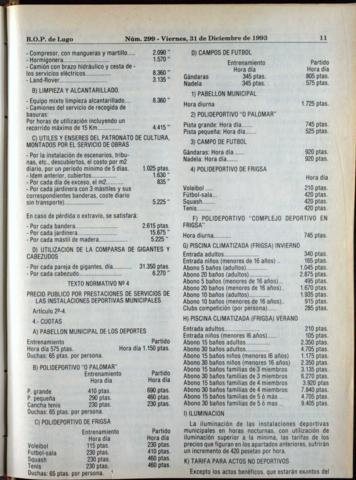 B.O.P. de Lugo Núm. 299 - Viernes, 31 de Diciembre de 1993 11
- Compresor, con mangueras y martillo..... 2.090 "
- Hormigonera..... 1.570 "
- Camión con brazo hidráulico y cesta de los servicios eléctricos..... 8.360 "
- Land-Rover..... 3.135 "
B) LIMPIEZA Y ALCANTARILLADO.
- Equipo mixto limpieza alcantarillado.... 8.360 "
- Camiones del servicio de recogida de
basuras:
Por horas de utilización incluyendo un
recorrido máximo de 15 Km..... 4.415 "
C) UTILES Y ENSERES DEL PATRONATO DE CULTURA,
MONTADOS POR EL SERVICIO DE OBRAS
- Por la instalación de escenarios, tribu-
nas, etc., descubiertos, el costo por m2
diario, por un periodo mínimo de 5 días. 1.025 ptas.
- Idem anterior, cubiertos..... 1.630 "
- Por cada día de exceso, el m2..... 835 "
- Por cada jardinera con 3 mástiles y sus
correspondientes banderas, coste diario
sin transporte)..... 5.225 "
En caso de pérdida o extravío, se satisfará:
- Por cada bandera..... 2.615 ptas.
- Por cada jardinera..... 15.675 "
- Por cada mástil de madera..... 5.225 "
D) UTILIZACION DE LA COMPARSA DE GIGANTES Y
CABEZUDOS
- Por cada pareja de gigantes, día..... 31.350 ptas.
- Por cada cabezudo..... 6.270 "
TEXTO NORMATIVO Nº 4
PRECIO PUBLICO POR PRESTACIONES DE SERVICIOS DE
LAS INSTALACIONES DEPORTIVAS MUNICIPALES
Artículo 2º-4.
4.- CUOTAS
A) PABELLON MUNICIPAL DE LOS DEPORTES
Entrenamiento Partido
Hora día 575 ptas. Hora día 1.150 ptas.
Duchas: 65 ptas. por persona.
B) POLIDEPORTIVO "O PALOMAR"
Entrenamiento Partido
Hora día Hora día
P. grande 410 ptas. 690 ptas.
P. pequeña 290 ptas. 460 ptas.
Cancha tenis 230 ptas. 230 ptas.
Duchas: 65 ptas. por persona.
C) POLIDEPORTIVO DE FRIGSA
Entrenamiento Partido
Hora día Hora día
Voleibol 115 ptas. 230 ptas.
Fútbol-sala 230 ptas. 410 ptas.
Squash 230 ptas. 460 ptas.
Tenis 230 ptas. 460 ptas.
Duchas: 65 ptas. por persona.
D) CAMPOS DE FUTBOL
Entrenamiento Partido
Hora día Hora día
Gándaras 345 ptas. 805 ptas.
Nadela 345 ptas. 575 ptas.
1) PABELLON MUNICIPAL
Hora diurna 1.725 ptas.
2) POLIDEPORTIVO "O PALOMAR"
Pista grande: Hora día..... 745 ptas.
Pista pequeña: Hora día..... 525 ptas.
3) CAMPO DE FUTBOL
Gándaras: Hora día..... 920 ptas.
Nadela: Hora día..... 920 ptas.
4) POLIDEPORTIVO DE FRIGSA
Hora día
Voleibol..... 210 ptas.
Fútbol-sala..... 420 ptas.
Squash..... 420 ptas.
Tenis..... 420 ptas.
F) POLIDEPORTIVO "COMPLEJO DEPORTIVO EN
FRIGSA"
Hora diurna..... 745 ptas.
G) PISCINA CLIMATIZADA (FRIGSA) INVIERNO
Entrada adultos 340 ptas.
Entrada niños (menores de 16 años) 165 ptas.
Abono 5 baños (adultos) 1.045 ptas.
Abono 20 baños (adultos) 2.875 ptas.
Abono 5 baños (menores de 16 años) 495 ptas.
Abono 20 baños (menores de 16 años) 1.670 ptas.
Abono 10 baños (adultos) 1.935 ptas.
Abono 10 baños (menores de 16 años) 915 ptas.
Clubs competición (por persona) 285 ptas.
H) PISCINA CLIMATIZADA (FRIGSA) VERANO
Entrada adultos 210 ptas.
Entrada niños (menores 16 años) 105 ptas.
Abono 15 baños adultos 2.350 ptas.
Abono 30 baños adultos 4.705 ptas.
Abono 15 baños niños (menores 16 años) 1.175 ptas.
Abono 30 baños niños (menores 16 años) 2.350 ptas.
Abono 15 baños familias de 3 miembros 3.135 ptas.
Abono 30 baños familias de 3 miembros 6.270 ptas.
Abono 15 baños familias de 4 miembros 3.920 ptas.
Abono 30 baños familias de 4 miembros 7.840 ptas.
Abono 15 baños familias de 5 ó más 4.705 ptas.
Abono 30 baños familias de 5 ó más 9.405 ptas.
I) ILUMINACION
La iluminación de las instalaciones deportivas
municipales en horas nocturnas, con utilización de
iluminación superior a la mínima, las tarifas de los
precios que figuran en los apartados anteriores, sufrirán
un incremento de 420 pesetas por hora.
K) TARIFA PARA ACTOS NO DEPORTIVOS
Excepto los actos benéficos, que estarán exentos del